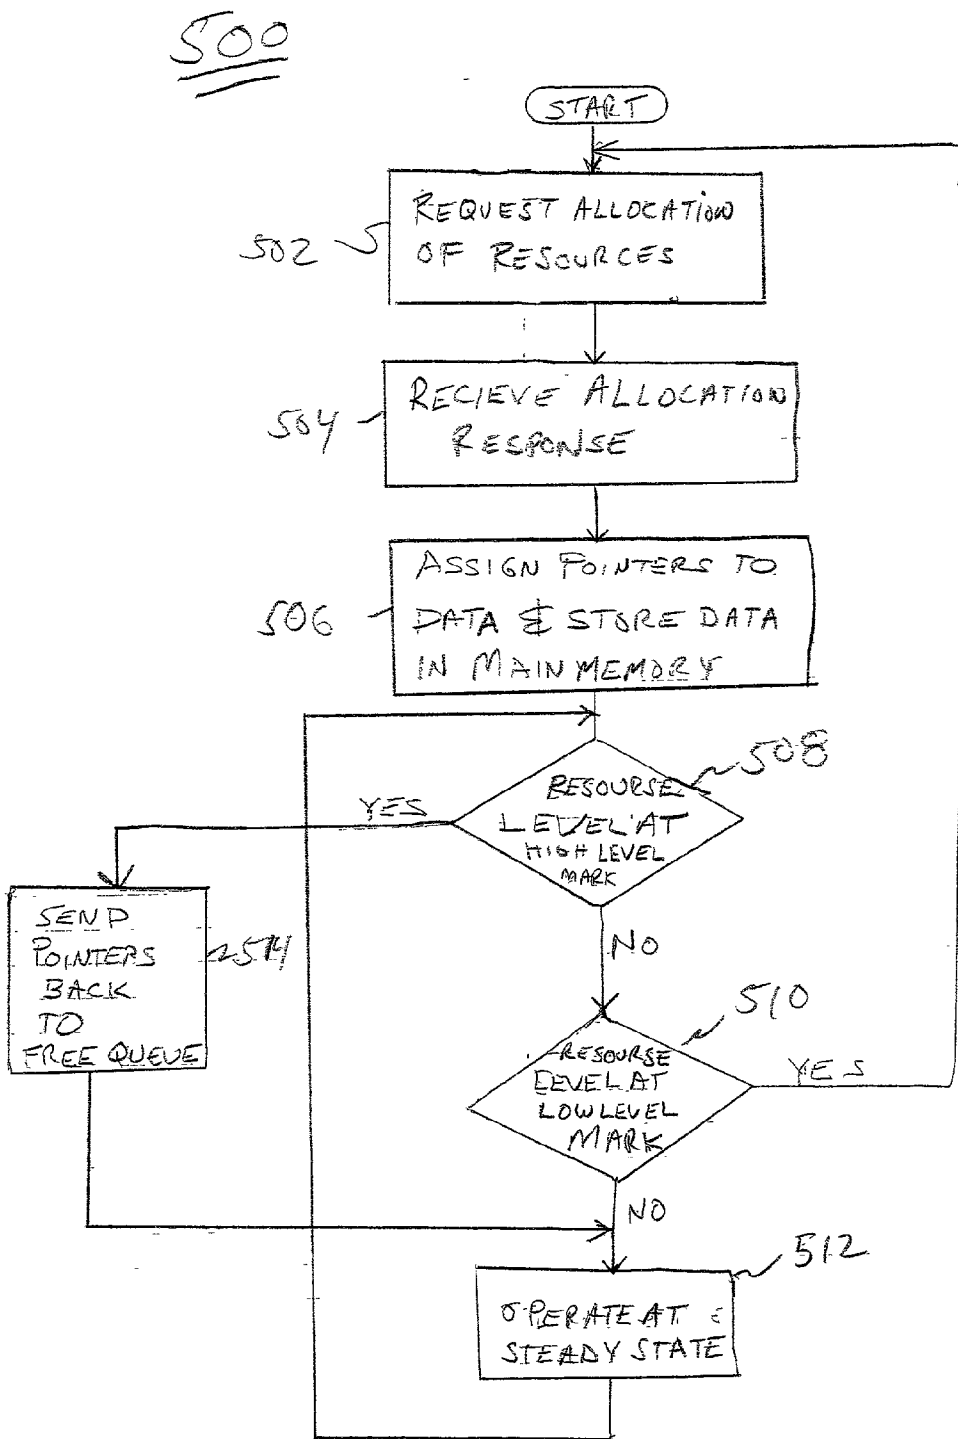 500
START
REQUEST ALLOCATION
OF RESOURCES
502
RECIEVE ALLOCATION
RESPONSE
504
ASSIGN POINTERS TO
DATA & STORE DATA
IN MAIN MEMORY
506
508
RESOURSE
LEVEL AT
HIGH LEVEL
MARK
YES
NO
SEND
POINTERS
BACK
TO
FREE QUEUE
514
510
RESOURSE
LEVEL AT
LOW LEVEL
MARK
YES
NO
512
OPERATE AT
STEADY STATE